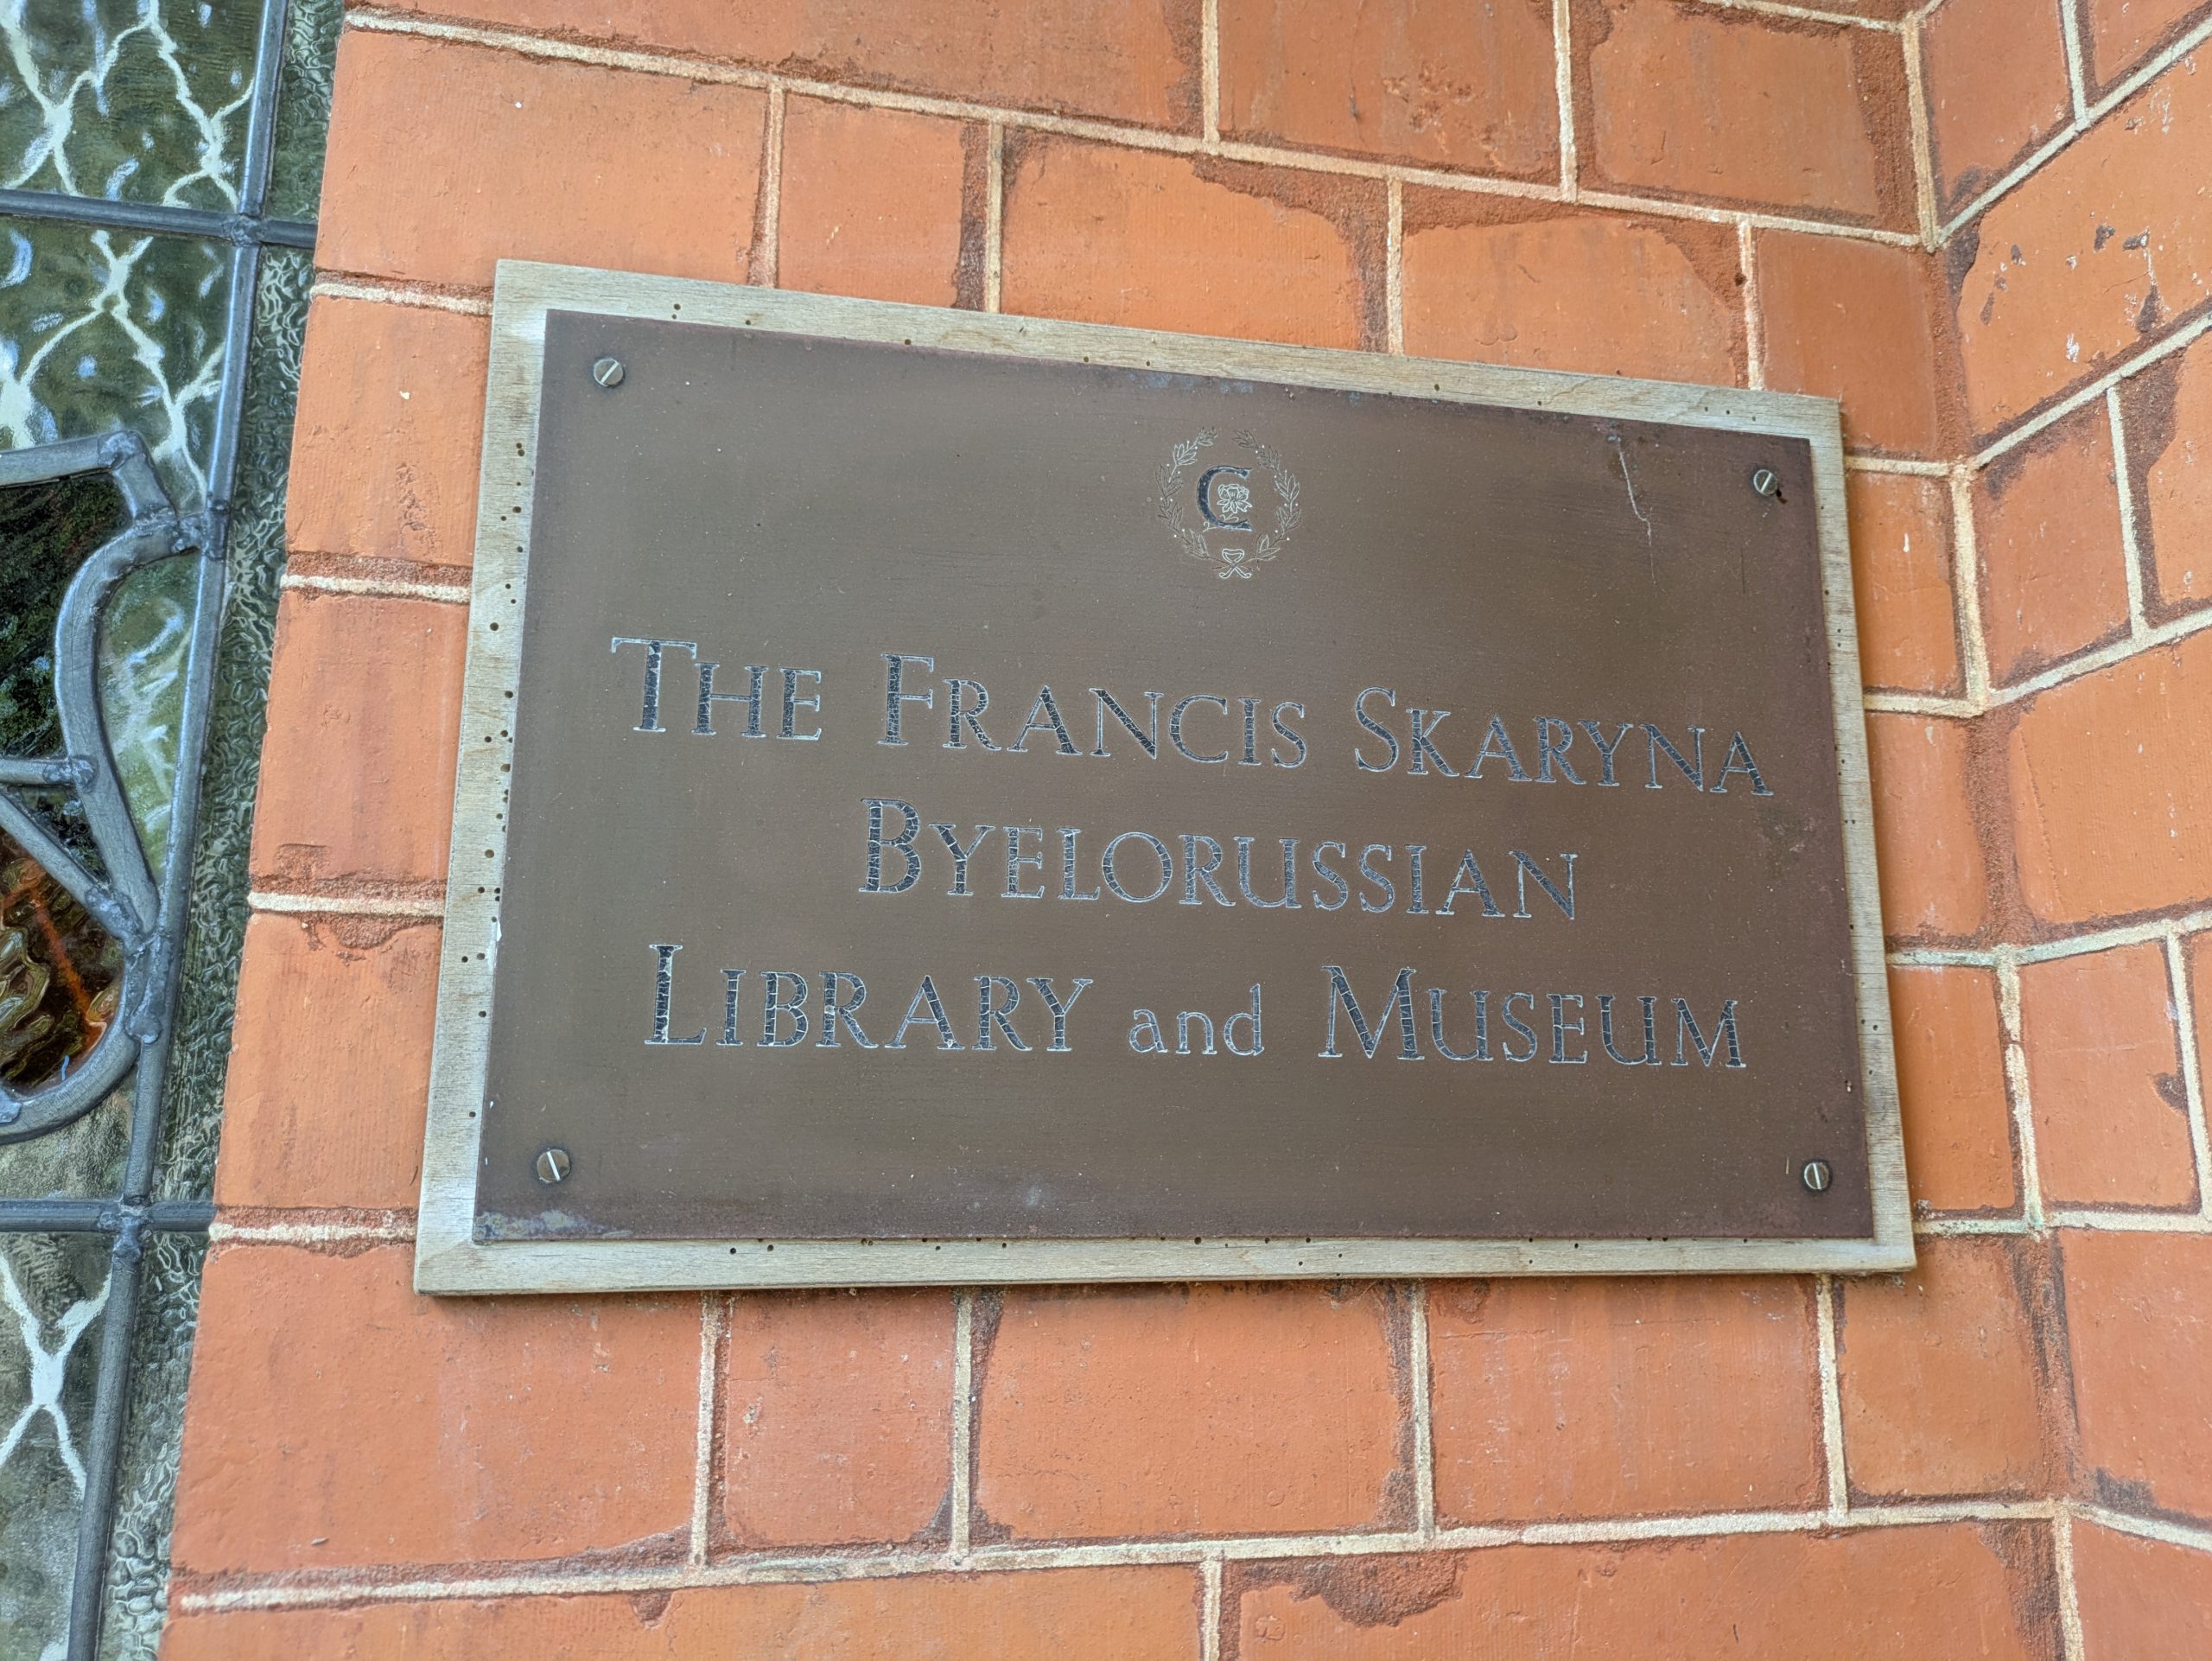 C
The Francis Skaryna
Byelorussian
Library and Museum